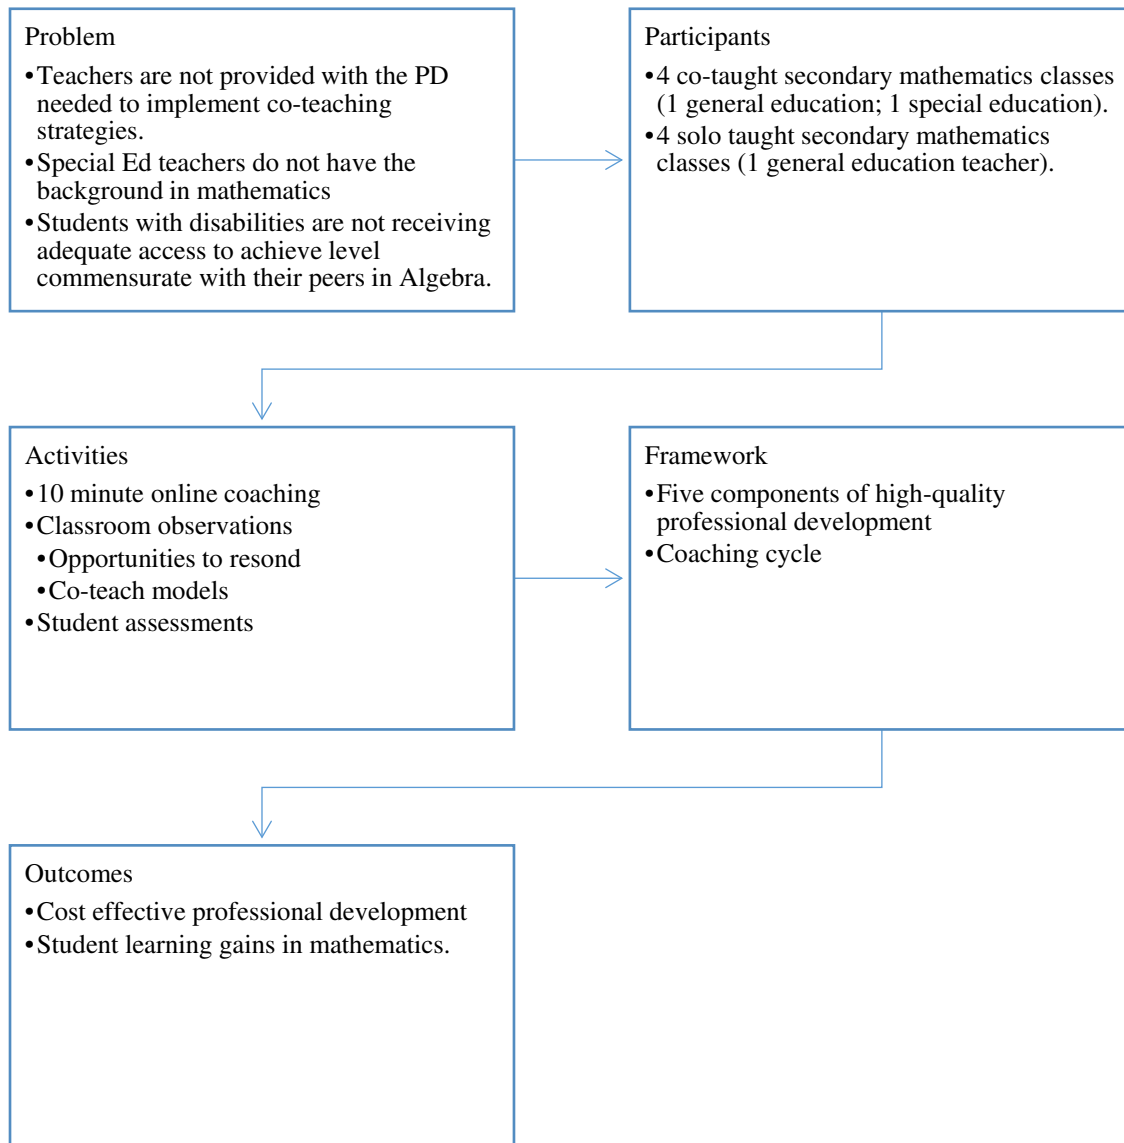 Problem
•Teachers are not provided with the PD
needed to implement co-teaching
strategies.
•Special Ed teachers do not have the
background in mathematics
•Students with disabilities are not receiving
adequate access to achieve level
commensurate with their peers in Algebra.
Participants
•4 co-taught secondary mathematics classes
(1 general education; 1 special education).
•4 solo taught secondary mathematics
classes (1 general education teacher).
Activities
•10 minute online coaching
•Classroom observations
•Opportunities to resond
•Co-teach models
•Student assessments
Framework
•Five components of high-quality
professional development
•Coaching cycle
Outcomes
•Cost effective professional development
•Student learning gains in mathematics.